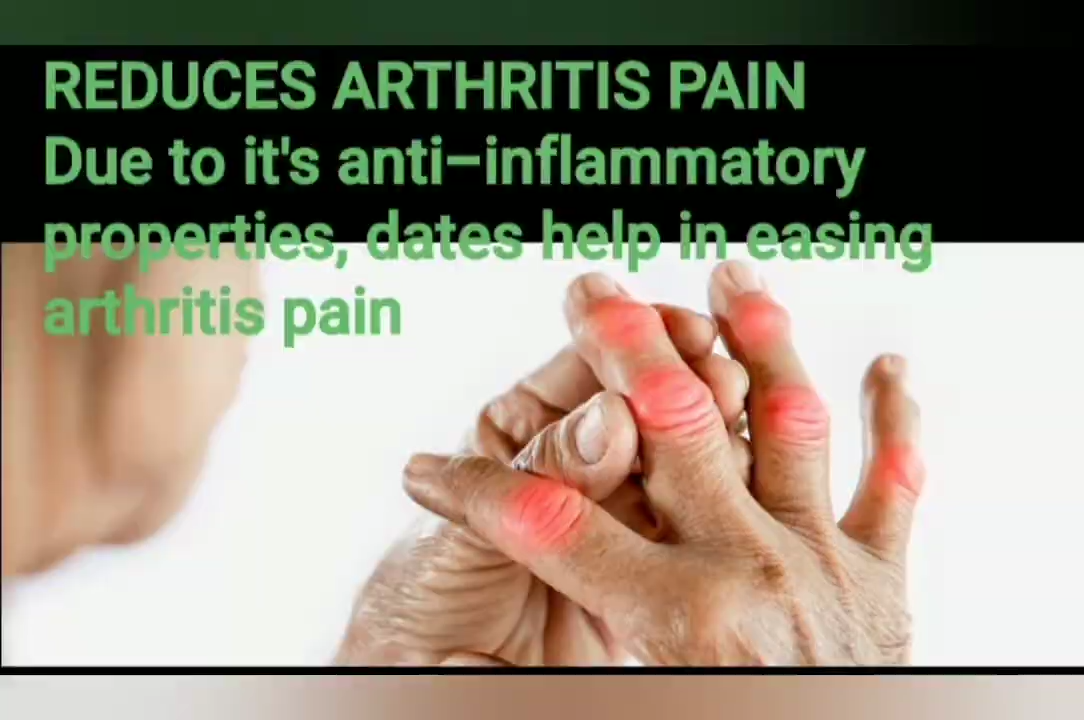 REDUCES ARTHRITIS PAIN
Due to it's anti–inflammatory
properties, dates help in easing
arthritis pain